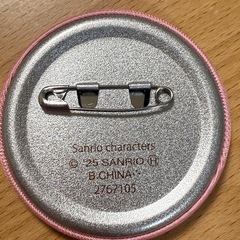 Sanrio characters
© '25 SANRIO Ⓗ
B.CHINA
2767105